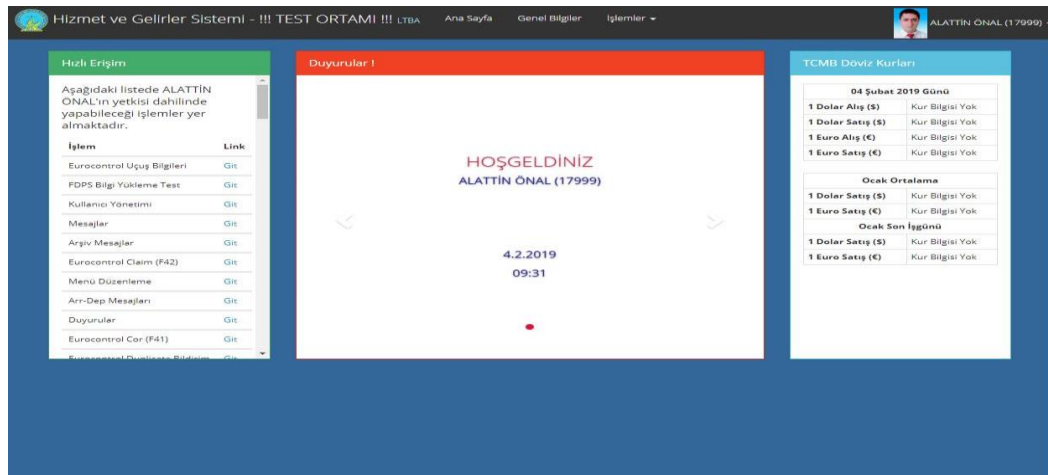 Hizmet ve Gelirler Sistemi - !!! TEST ORTAMI !!! LTBA Ana Sayfa Genel Bilgiler İşlemler ALATTİN ÖNAL (17999)
Hızlı Erişim
Aşağıdaki listede ALATTİN
ÖNAL'ın yetkisi dahilinde
yapabileceği işlemler yer
almaktadır.
İşlem Link
Eurocontrol Uçuş Bilgileri Git
FDPS Bilgi Yükleme Test Git
Kullanıcı Yönetimi Git
Mesajlar Git
Arşiv Mesajlar Git
Eurocontrol Claim (F42) Git
Menü Düzenleme Git
Arr-Dep Mesajları Git
Duyurular Git
Eurocontrol Cor (F41) Git
Eurocontrol Duplicate Bildirim Git
Duyurular !
HOŞGELDİNİZ
ALATTİN ÖNAL (17999)
4.2.2019
09:31
TCMB Döviz Kurları
04 Şubat 2019 Günü
1 Dolar Alış ($) Kur Bilgisi Yok
1 Dolar Satış ($) Kur Bilgisi Yok
1 Euro Alış (€) Kur Bilgisi Yok
1 Euro Satış (€) Kur Bilgisi Yok
Ocak Ortalama
1 Dolar Satış ($) Kur Bilgisi Yok
1 Euro Satış (€) Kur Bilgisi Yok
Ocak Son İşgünü
1 Dolar Satış ($) Kur Bilgisi Yok
1 Euro Satış (€) Kur Bilgisi Yok